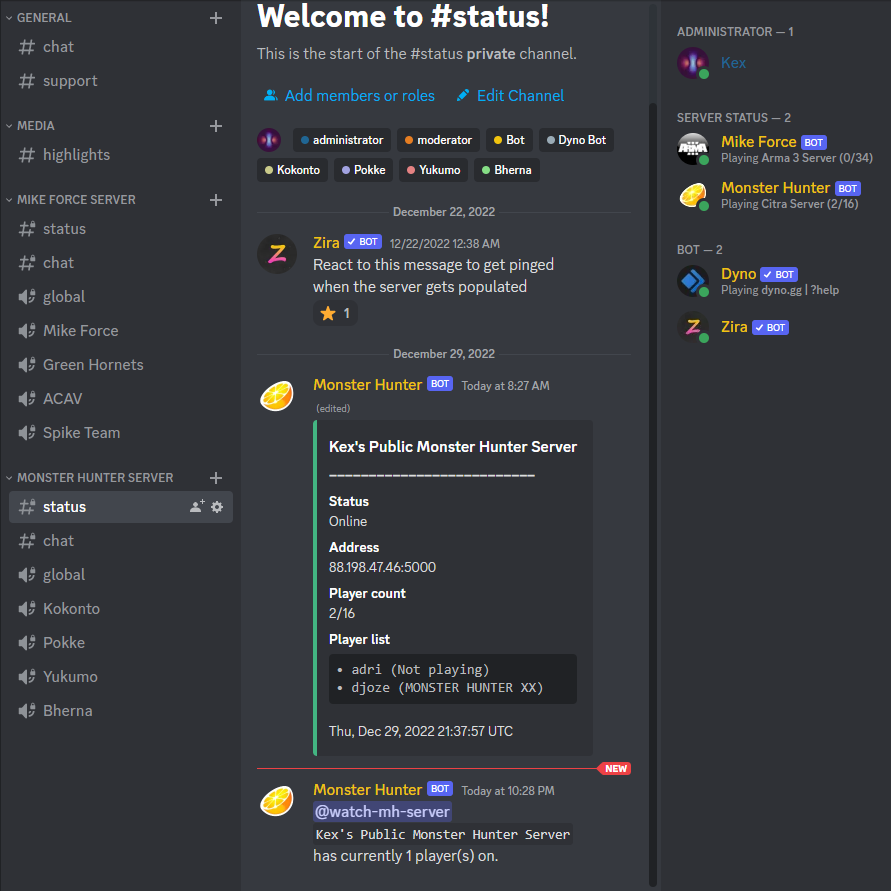 GENERAL
chat
support
MEDIA
highlights
MIKE FORCE SERVER
status
chat
global
Mike Force
Green Hornets
ACAV
Spike Team
MONSTER HUNTER SERVER
status
chat
global
Kokonto
Pokke
Yukumo
Bherna
Welcome to #status!
This is the start of the #status private channel.
Add members or roles Edit Channel
administrator moderator Bot Dyno Bot
Kokonto Pokke Yukumo Bherna
December 22, 2022
Zira BOT 12/22/2022 12:38 AM
React to this message to get pinged
when the server gets populated
1
December 29, 2022
Monster Hunter BOT Today at 8:27 AM
(edited)
Kex's Public Monster Hunter Server
--------------------------
Status
Online
Address
88.198.47.46:5000
Player count
2/16
Player list
• adri (Not playing)
• djoze (MONSTER HUNTER XX)
Thu, Dec 29, 2022 21:37:57 UTC
NEW
Monster Hunter BOT Today at 10:28 PM
@watch-mh-server
Kex's Public Monster Hunter Server
has currently 1 player(s) on.
ADMINISTRATOR — 1
Kex
SERVER STATUS — 2
ARMA
Mike Force BOT
Playing Arma 3 Server (0/34)
Monster Hunter BOT
Playing Citra Server (2/16)
BOT — 2
Dyno BOT
Playing dyno.gg | ?help
Zira BOT